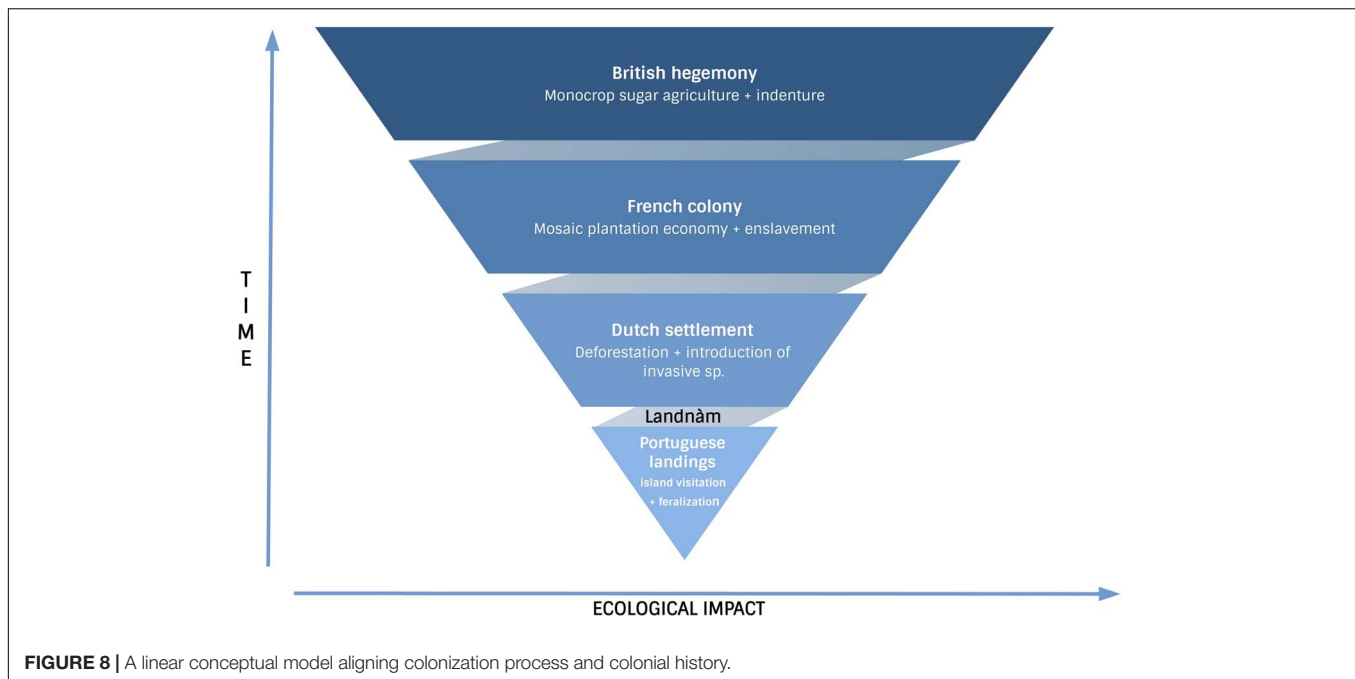 British hegemony
Monocrop sugar agriculture + indenture
French colony
Mosaic plantation economy + enslavement
T
I
M
E
Dutch settlement
Deforestation + introduction of
invasive sp.
Landnàm
Portuguese
landings
island visitation
+ feralization
ECOLOGICAL IMPACT
FIGURE 8 | A linear conceptual model aligning colonization process and colonial history.